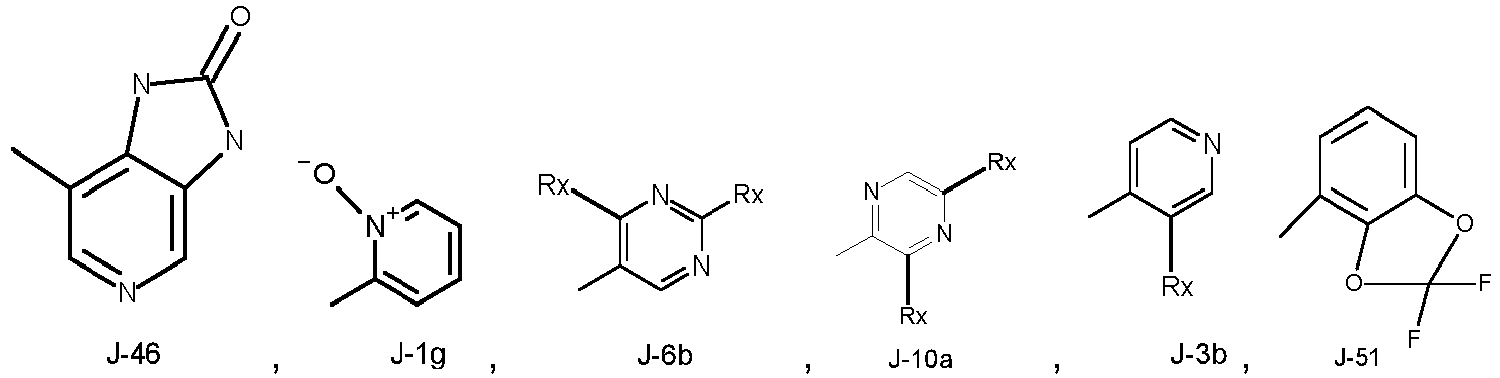 O
N
N
N
⁻O
N⁺
Rx
N
Rx
N
N
Rx
N
Rx
N
Rx
O
O
F
F
J-46 , J-1g , J-6b , J-10a , J-3b , J-51